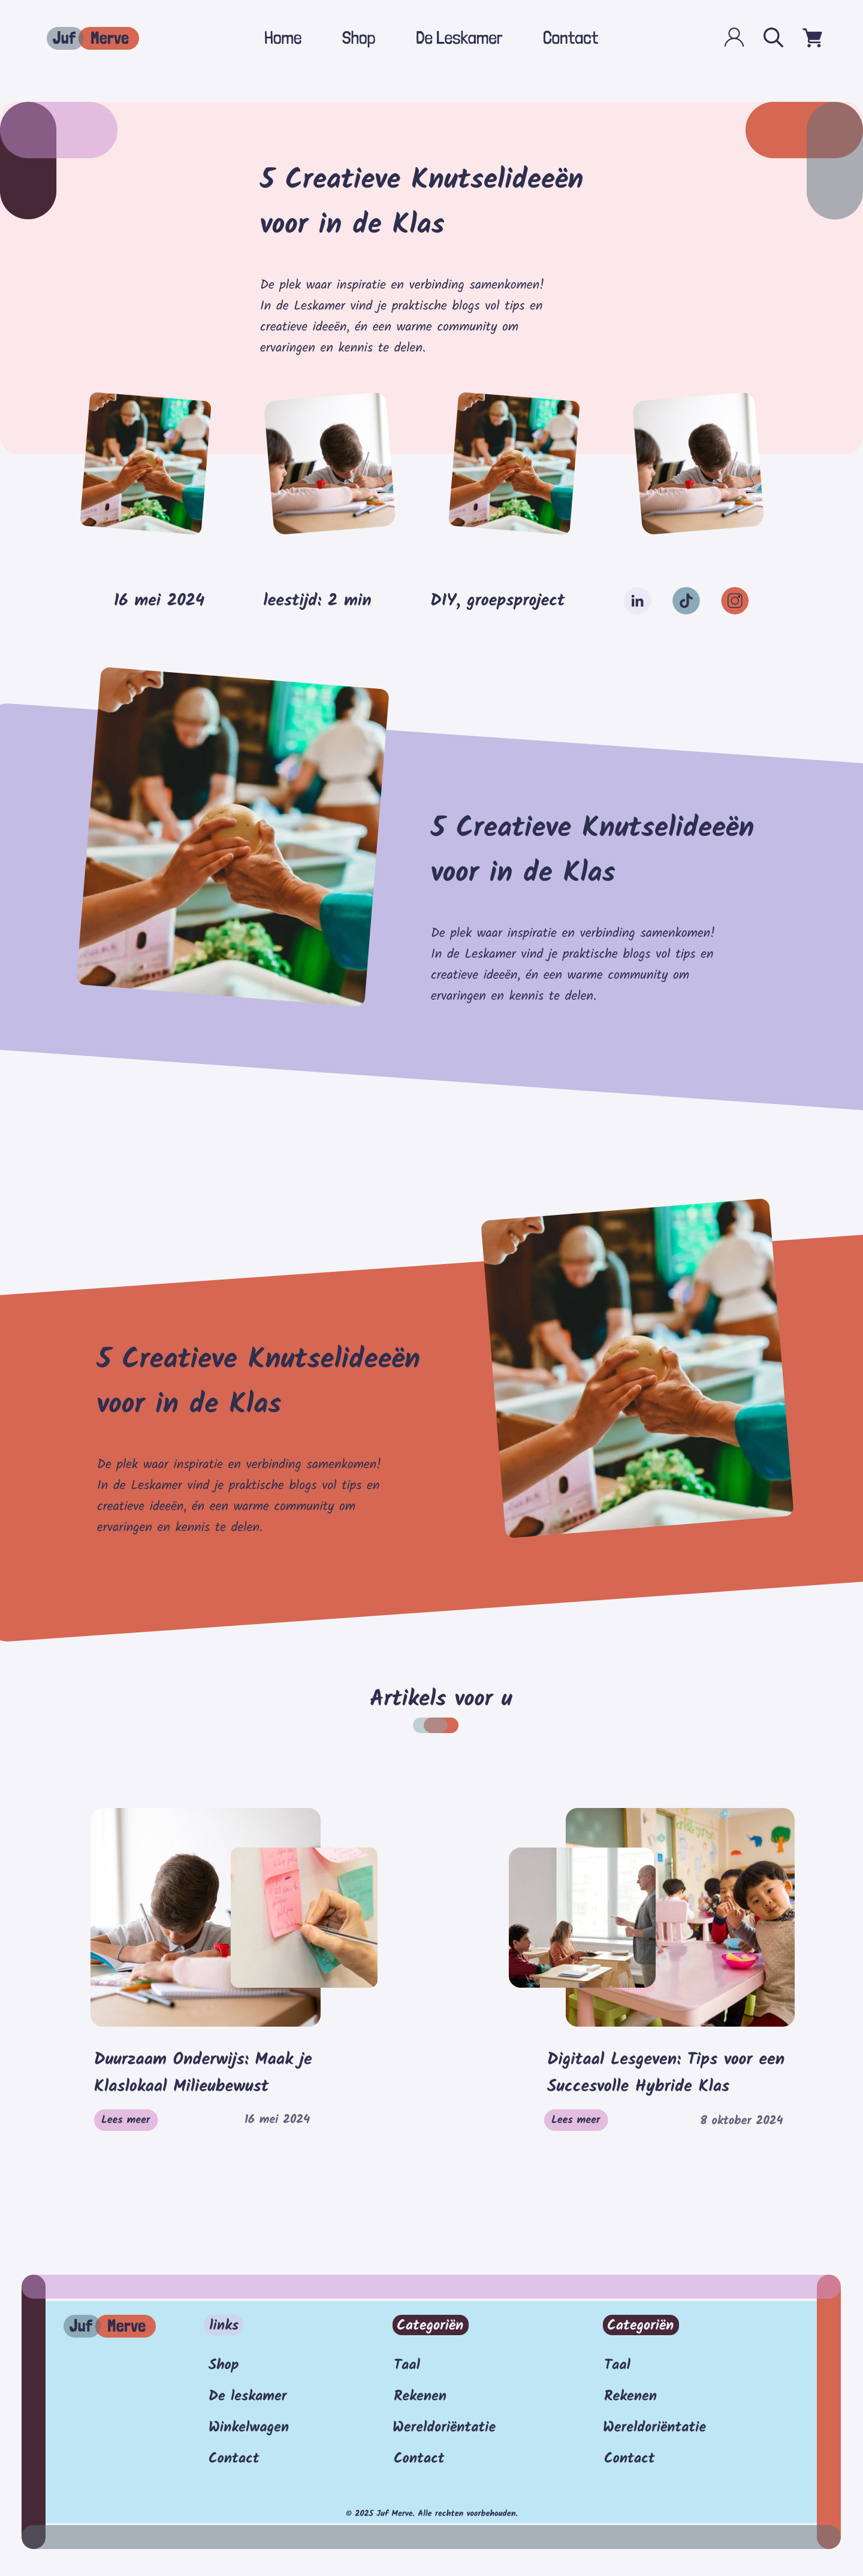 Juf Merve
Home Shop De Leskamer Contact
5 Creatieve Knutselideeën
voor in de Klas
De plek waar inspiratie en verbinding samenkomen!
In de Leskamer vind je praktische blogs vol tips en
creatieve ideeën, én een warme community om
ervaringen en kennis te delen.
16 mei 2024 leestijd: 2 min DIY, groepsproject in
5 Creatieve Knutselideeën
voor in de Klas
De plek waar inspiratie en verbinding samenkomen!
In de Leskamer vind je praktische blogs vol tips en
creatieve ideeën, én een warme community om
ervaringen en kennis te delen.
5 Creatieve Knutselideeën
voor in de Klas
De plek waar inspiratie en verbinding samenkomen!
In de Leskamer vind je praktische blogs vol tips en
creatieve ideeën, én een warme community om
ervaringen en kennis te delen.
Artikels voor u
Duurzaam Onderwijs: Maak je
Klaslokaal Milieubewust
Lees meer 16 mei 2024
Digitaal Lesgeven: Tips voor een
Succesvolle Hybride Klas
Lees meer 8 oktober 2024
Juf Merve
links
Shop
De leskamer
Winkelwagen
Contact
Categoriën
Taal
Rekenen
Wereldoriëntatie
Contact
Categoriën
Taal
Rekenen
Wereldoriëntatie
Contact
© 2025 Juf Merve. Alle rechten voorbehouden.